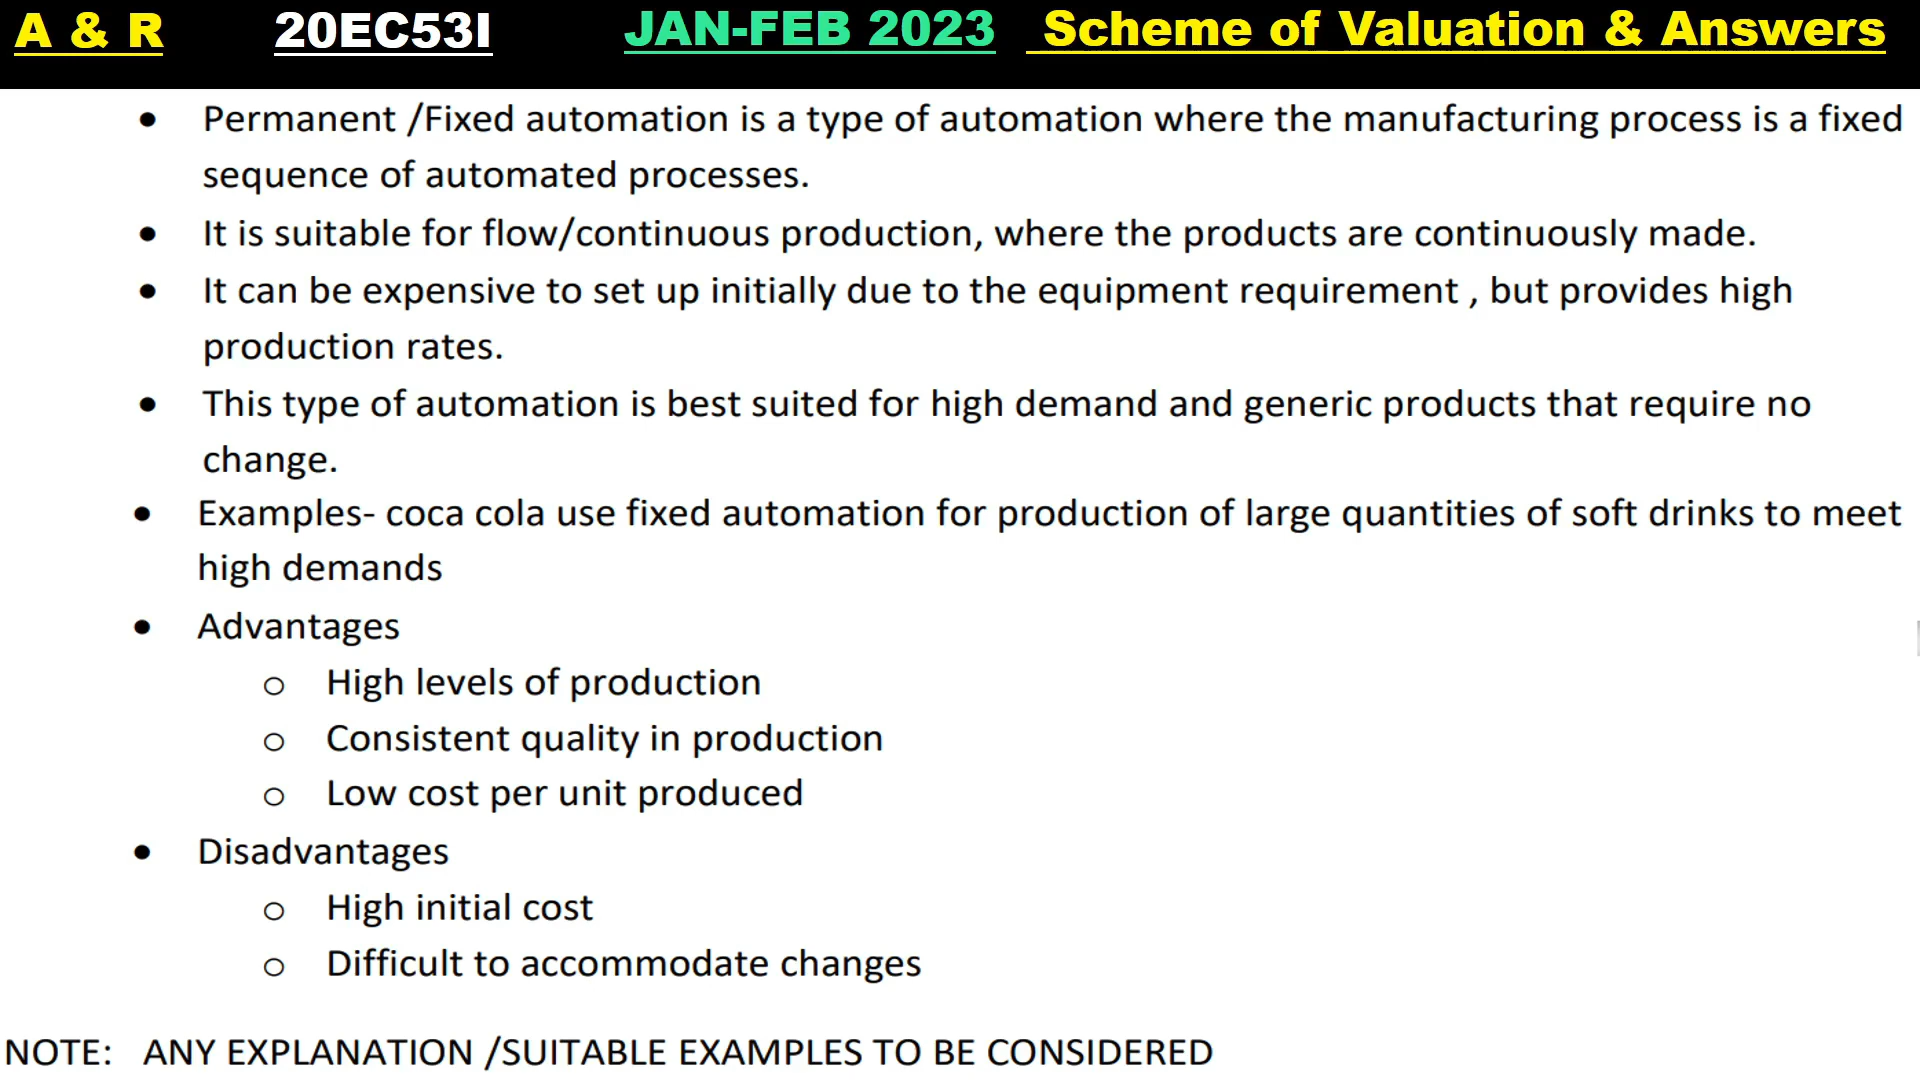 A & R 20EC53I JAN-FEB 2023 Scheme of Valuation & Answers
• Permanent /Fixed automation is a type of automation where the manufacturing process is a fixed
sequence of automated processes.
• It is suitable for flow/continuous production, where the products are continuously made.
• It can be expensive to set up initially due to the equipment requirement , but provides high
production rates.
• This type of automation is best suited for high demand and generic products that require no
change.
• Examples- coca cola use fixed automation for production of large quantities of soft drinks to meet
high demands
• Advantages
o High levels of production
o Consistent quality in production
o Low cost per unit produced
• Disadvantages
o High initial cost
o Difficult to accommodate changes
NOTE: ANY EXPLANATION /SUITABLE EXAMPLES TO BE CONSIDERED